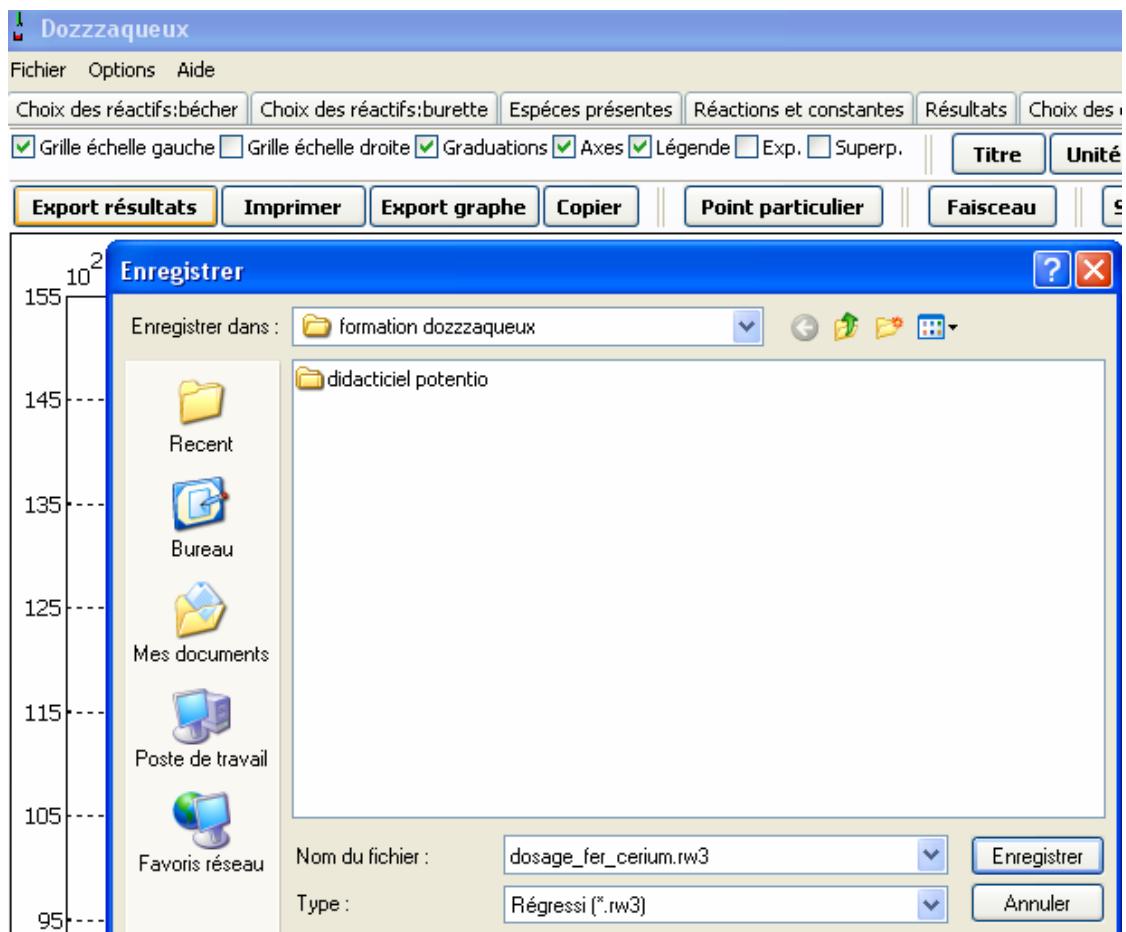 Dozzzaqueux
Fichier Options Aide
Choix des réactifs:bécher Choix des réactifs:burette Espéces présentes Réactions et constantes Résultats Choix des
Grille échelle gauche Grille échelle droite Graduations Axes Légende Exp. Superp. Titre Unité
Export résultats Imprimer Export graphe Copier Point particulier Faisceau
10²
Enregistrer
155
Enregistrer dans : formation dozzzaqueux
didacticiel potentio
145
Recent
135
Bureau
125
Mes documents
115
Poste de travail
105
Favoris réseau
Nom du fichier : dosage_fer_cerium.rw3 Enregistrer
Type : Régressi (*.rw3) Annuler
95